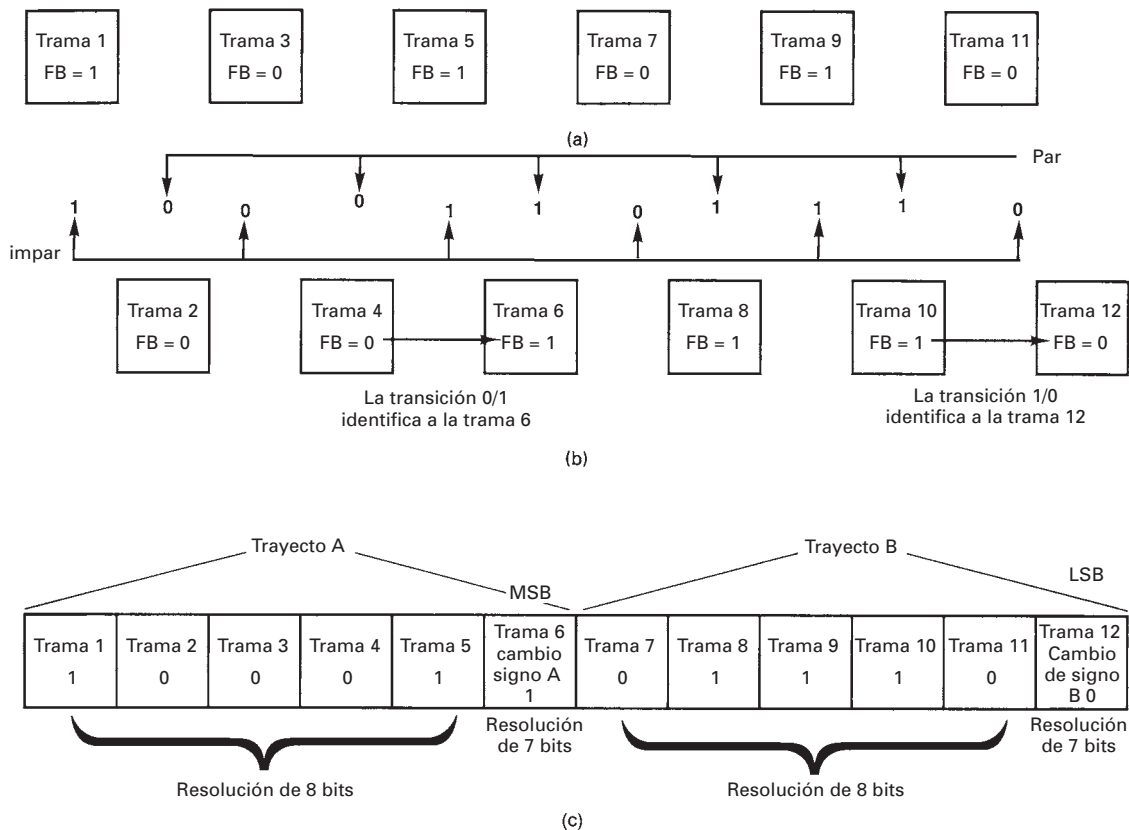 Trama 1 Trama 3 Trama 5 Trama 7 Trama 9 Trama 11
FB = 1 FB = 0 FB = 1 FB = 0 FB = 1 FB = 0
(a)
Par
1 0 0 0 1 1 0 1 1 1 0
impar
Trama 2 Trama 4 Trama 6 Trama 8 Trama 10 Trama 12
FB = 0 FB = 0 FB = 1 FB = 1 FB = 1 FB = 0
La transición 0/1
identifica a la trama 6
La transición 1/0
identifica a la trama 12
(b)
Trayecto A
Trayecto B
MSB
LSB
Trama 1
1
Trama 2
0
Trama 3
0
Trama 4
0
Trama 5
1
Trama 6
cambio
signo A
1
Trama 7
0
Trama 8
1
Trama 9
1
Trama 10
1
Trama 11
0
Trama 12
Cambio
de signo
B 0
Resolución
de 7 bits
Resolución
de 7 bits
Resolución de 8 bits
Resolución de 8 bits
(c)